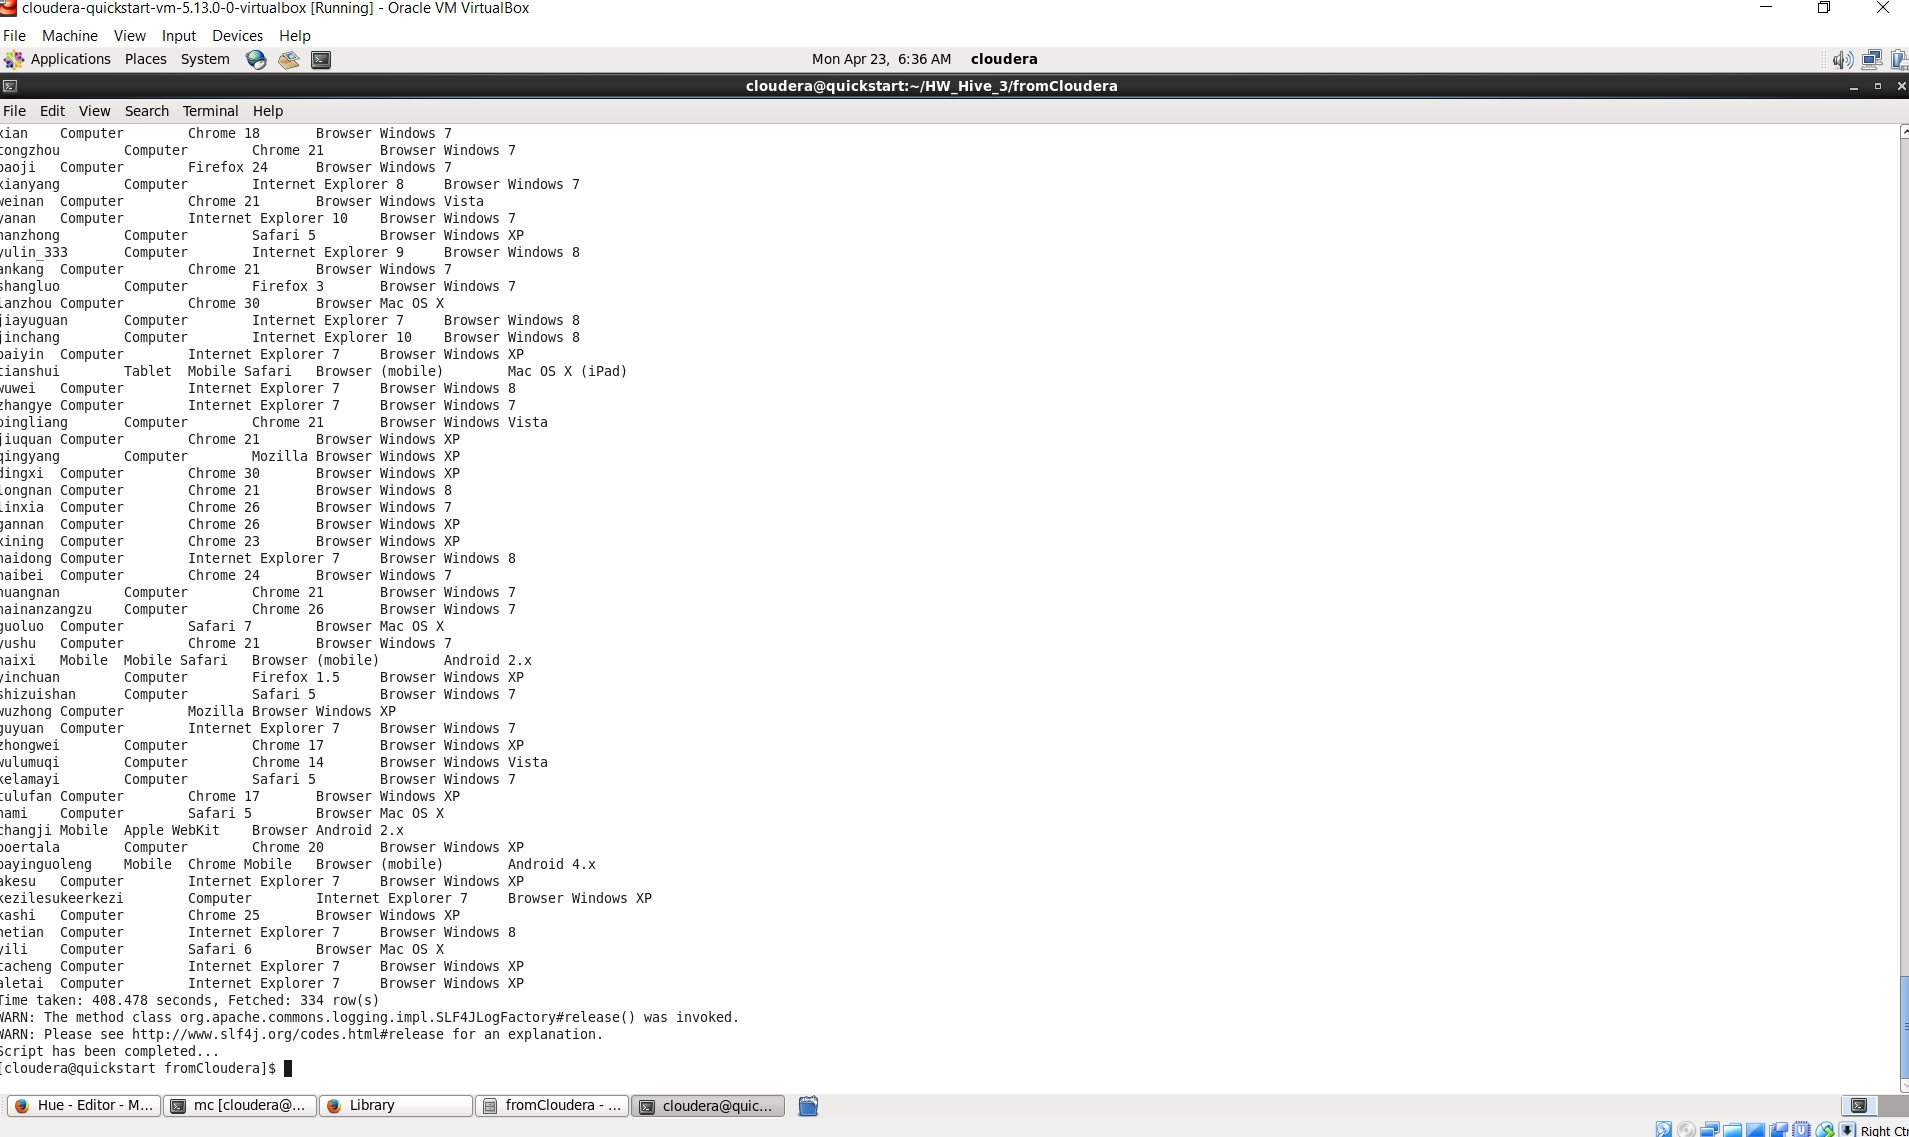 cloudera-quickstart-vm-5.13.0-0-virtualbox [Running] - Oracle VM VirtualBox
File Machine View Input Devices Help
Applications Places System Mon Apr 23, 6:36 AM cloudera
cloudera@quickstart:~/HW_Hive_3/fromCloudera
File Edit View Search Terminal Help
xian Computer Chrome 18 Browser Windows 7
tongzhou Computer Chrome 21 Browser Windows 7
baoji Computer Firefox 24 Browser Windows 7
xianyang Computer Internet Explorer 8 Browser Windows 7
weinan Computer Chrome 21 Browser Windows Vista
yanan Computer Internet Explorer 10 Browser Windows 7
hanzhong Computer Safari 5 Browser Windows XP
yulin_333 Computer Internet Explorer 9 Browser Windows 8
ankang Computer Chrome 21 Browser Windows 7
shangluo Computer Firefox 3 Browser Windows 7
lanzhou Computer Chrome 30 Browser Mac OS X
jiayuguan Computer Internet Explorer 7 Browser Windows 8
jinchang Computer Internet Explorer 10 Browser Windows 8
baiyin Computer Internet Explorer 7 Browser Windows XP
tianshui Tablet Mobile Safari Browser (mobile) Mac OS X (iPad)
wuwei Computer Internet Explorer 7 Browser Windows 8
zhangye Computer Internet Explorer 7 Browser Windows 7
pingliang Computer Chrome 21 Browser Windows Vista
jiuquan Computer Chrome 21 Browser Windows XP
qingyang Computer Mozilla Browser Windows XP
dingxi Computer Chrome 30 Browser Windows XP
longnan Computer Chrome 21 Browser Windows 8
linxia Computer Chrome 26 Browser Windows 7
gannan Computer Chrome 26 Browser Windows XP
xining Computer Chrome 23 Browser Windows XP
haidong Computer Internet Explorer 7 Browser Windows 8
haibei Computer Chrome 24 Browser Windows 7
huangnan Computer Chrome 21 Browser Windows 7
hainanzangzu Computer Chrome 26 Browser Windows 7
guoluo Computer Safari 7 Browser Mac OS X
yushu Computer Chrome 21 Browser Windows 7
haixi Mobile Mobile Safari Browser (mobile) Android 2.x
yinchuan Computer Firefox 1.5 Browser Windows XP
shizuishan Computer Safari 5 Browser Windows 7
wuzhong Computer Mozilla Browser Windows XP
guyuan Computer Internet Explorer 7 Browser Windows 7
zhongwei Computer Chrome 17 Browser Windows XP
wulumuqi Computer Chrome 14 Browser Windows Vista
kelamayi Computer Safari 5 Browser Windows 7
tulufan Computer Chrome 17 Browser Windows XP
hami Computer Safari 5 Browser Mac OS X
changji Mobile Apple WebKit Browser Android 2.x
boertala Computer Chrome 20 Browser Windows XP
bayinguoleng Mobile Chrome Mobile Browser (mobile) Android 4.x
akesu Computer Internet Explorer 7 Browser Windows XP
kezilesukeerkezi Computer Internet Explorer 7 Browser Windows XP
kashi Computer Chrome 25 Browser Windows XP
hetian Computer Internet Explorer 7 Browser Windows 8
yili Computer Safari 6 Browser Mac OS X
tacheng Computer Internet Explorer 7 Browser Windows XP
aletai Computer Internet Explorer 7 Browser Windows XP
Time taken: 408.478 seconds, Fetched: 334 row(s)
WARN: The method class org.apache.commons.logging.impl.SLF4JLogFactory#release() was invoked.
WARN: Please see http://www.slf4j.org/codes.html#release for an explanation.
Script has been completed...
[cloudera@quickstart fromCloudera]$
Hue - Editor - M... mc [cloudera@... Library fromCloudera - ... cloudera@quic...
Right Ctr